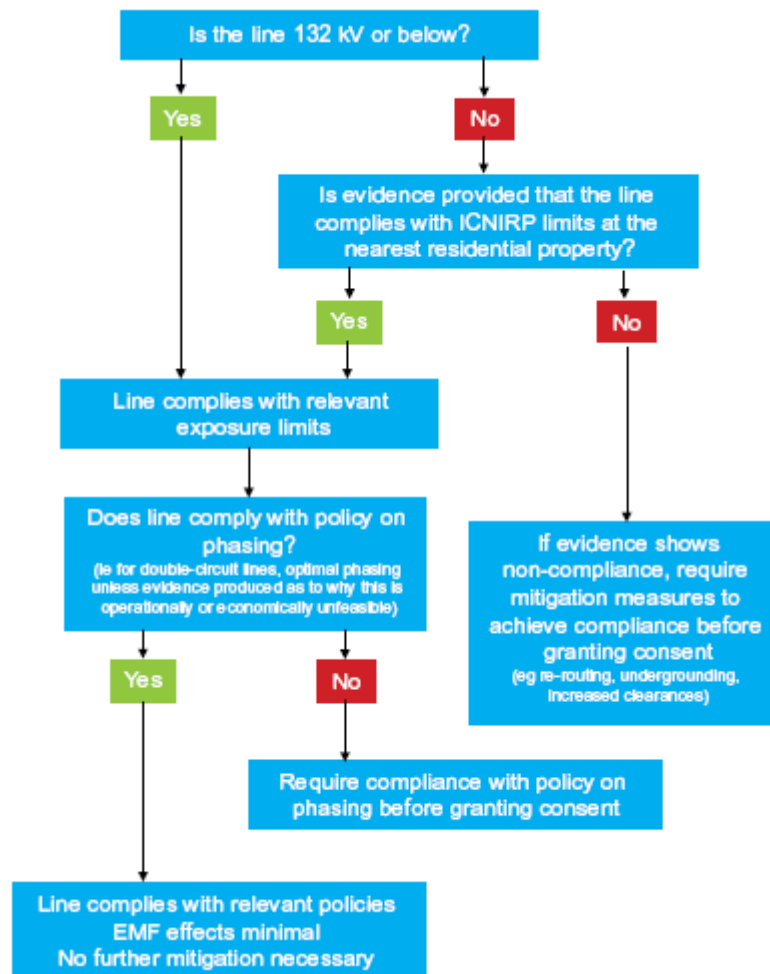 Is the line 132 kV or below?
Yes
No
Is evidence provided that the line
complies with ICNIRP limits at the
nearest residential property?
Yes
No
Line complies with relevant
exposure limits
Does line comply with policy on
phasing?
(ie for double-circuit lines, optimal phasing
unless evidence produced as to why this is
operationally or economically unfeasible)
If evidence shows
non-compliance, require
mitigation measures to
achieve compliance before
granting consent
(eg re-routing, undergrounding,
increased clearances)
Yes
No
Require compliance with policy on
phasing before granting consent
Line complies with relevant policies
EMF effects minimal
No further mitigation necessary